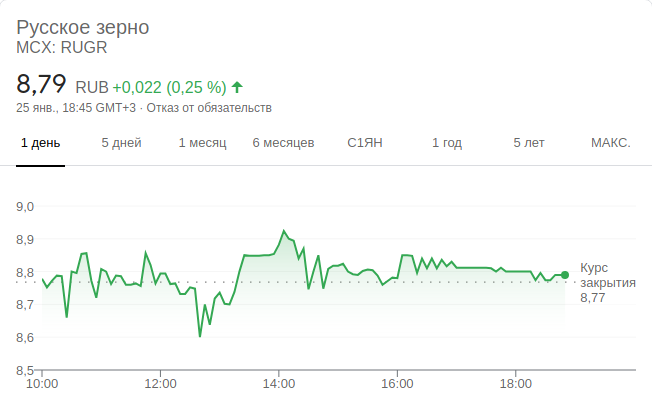 Русское зерно
MCX: RUGR
8,79 RUB +0,022 (0,25 %)
25 янв., 18:45 GMT+3 · Отказ от обязательств
1 день 5 дней 1 месяц 6 месяцев С1ЯН 1 год 5 лет МАКС.
9,0
8,9
8,8
8,7
8,6
8,5
Курс
закрытия
8,77
10:00 12:00 14:00 16:00 18:00